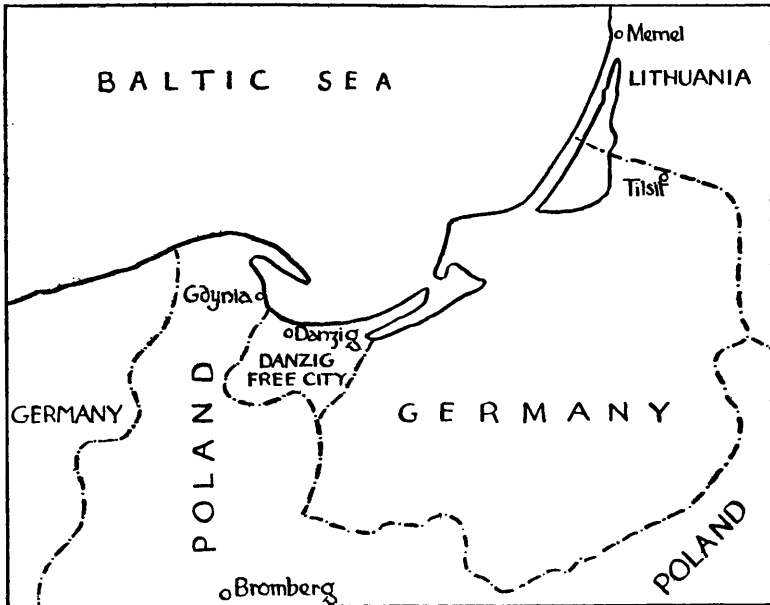 Memel
BALTIC SEA
LITHUANIA
Tilsit
Gdynia
Danzig
DANZIG
FREE CITY
GERMANY
GERMANY
POLAND
POLAND
Bromberg